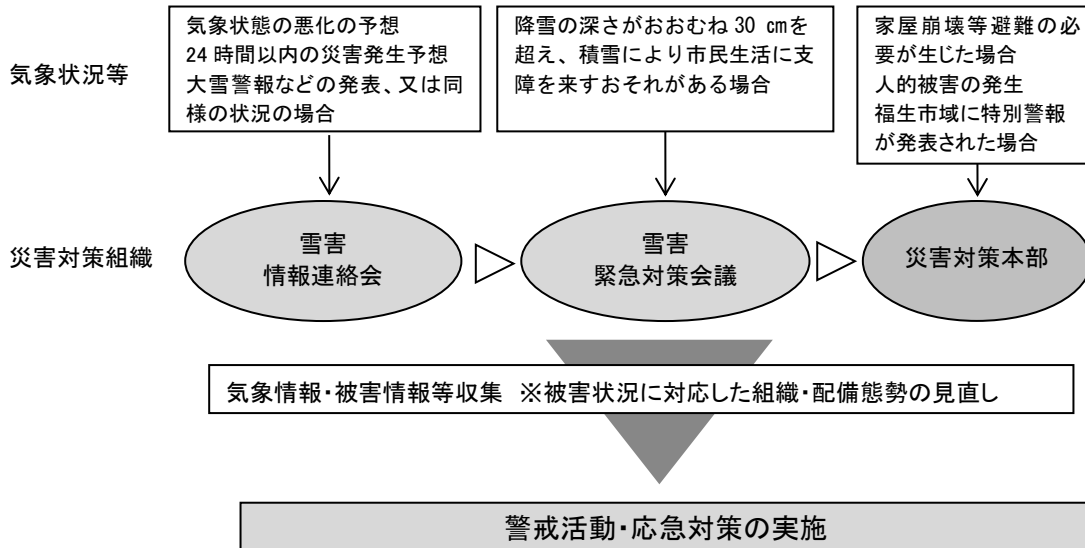 気象状況等
気象状態の悪化の予想
24時間以内の災害発生予想
大雪警報などの発表、又は同
様の状況の場合
降雪の深さがおおむね 30 ㎝を
超え、積雪により市民生活に支
障を来すおそれがある場合
家屋崩壊等避難の必
要が生じた場合
人的被害の発生
福生市域に特別警報
が発表された場合
災害対策組織
雪害
情報連絡会
雪害
緊急対策会議
災害対策本部
気象情報・被害情報等収集 ※被害状況に対応した組織・配備態勢の見直し
警戒活動・応急対策の実施